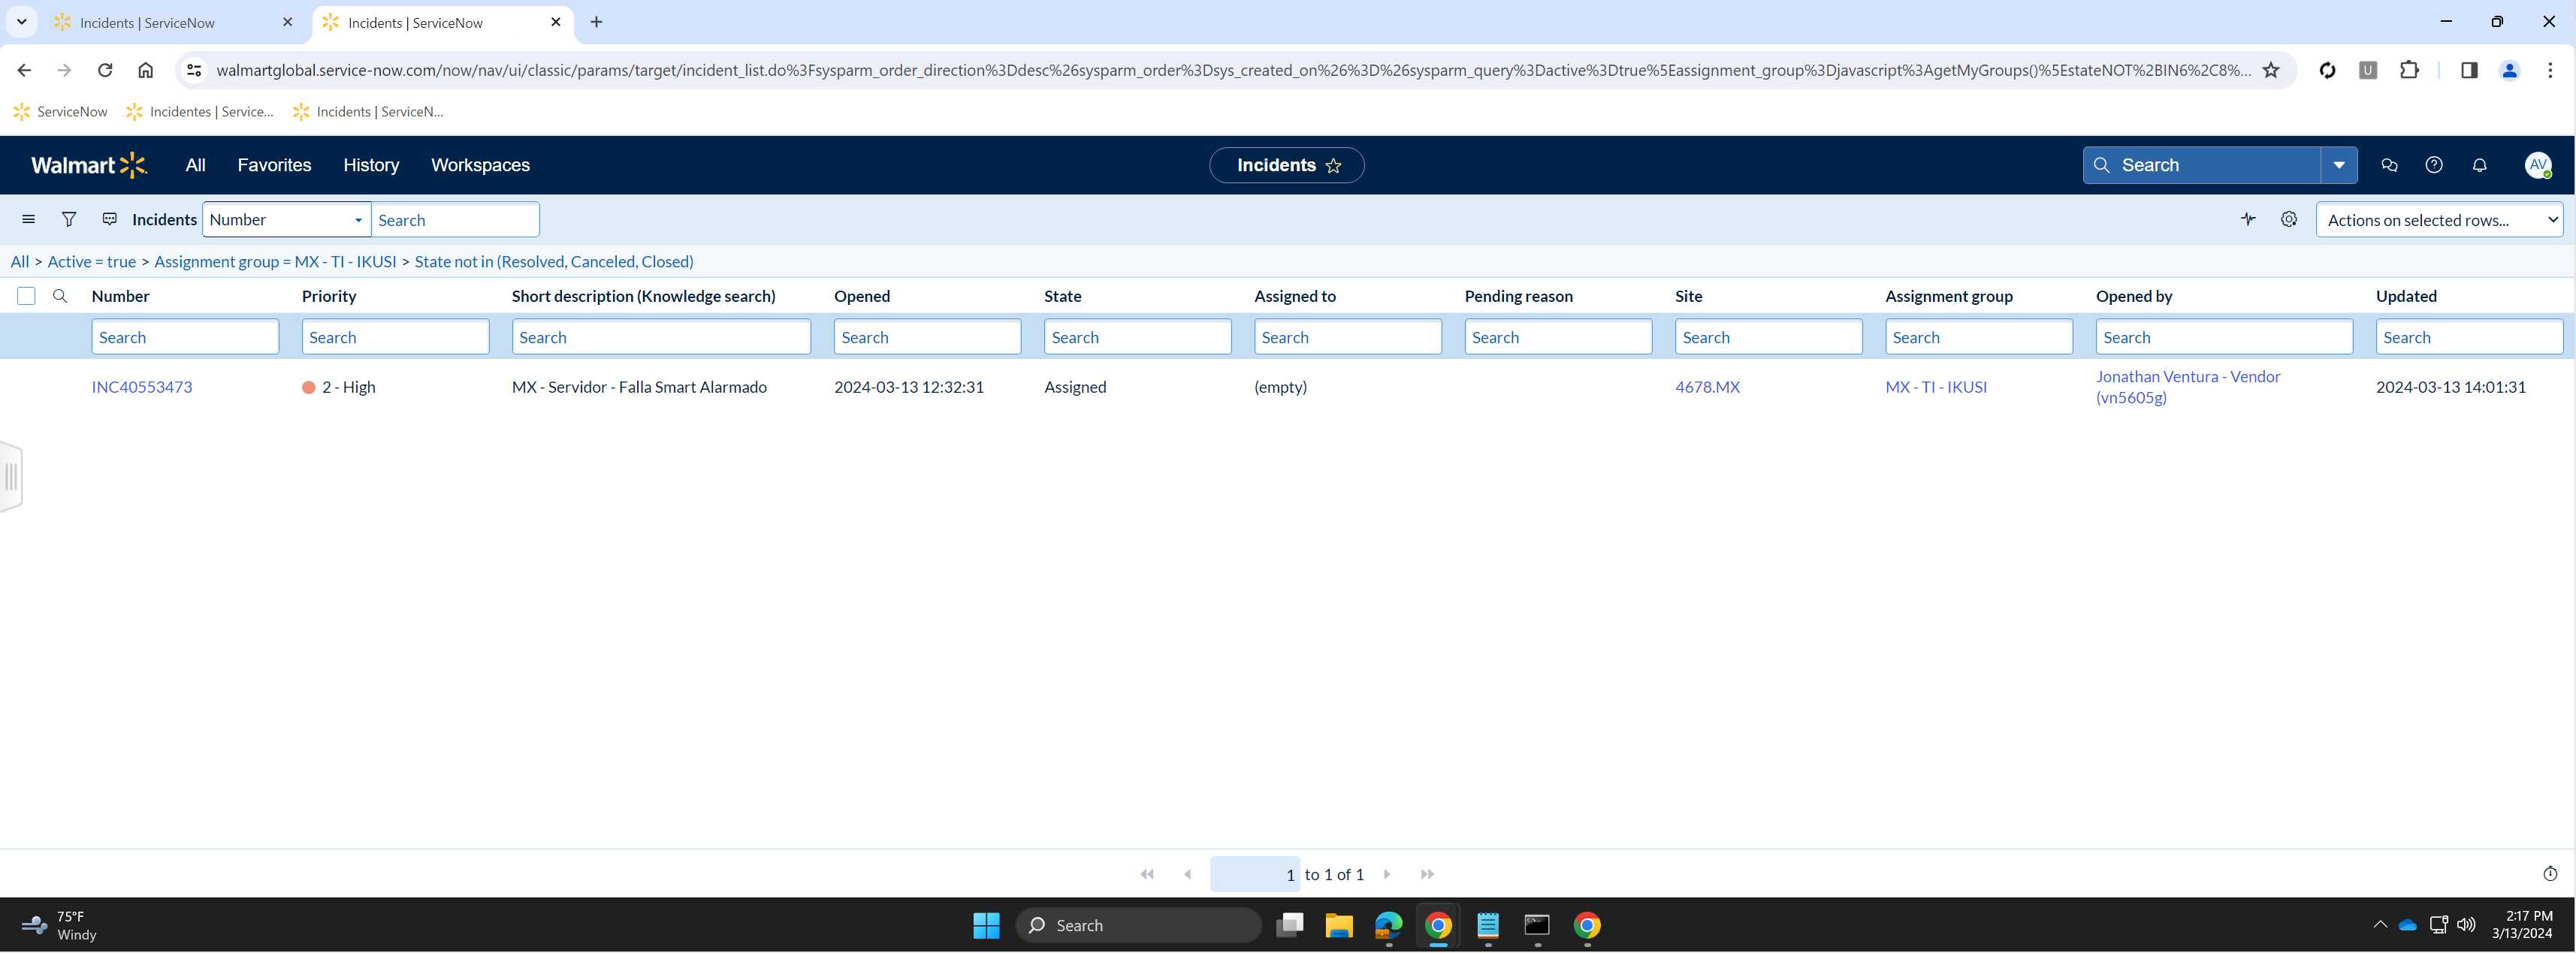 Incidents | ServiceNow
Incidents | ServiceNow
walmartglobal.service-now.com/now/nav/ui/classic/params/target/incident_list.do%3Fsysparm_order_direction%3Ddesc%26sysparm_order%3Dsys_created_on%26%3D%26sysparm_query%3Dactive%3Dtrue%5Eassignment_group%3Djavascript%3AgetMyGroups()%5EstateNOT%2BIN6%2C8%... U
ServiceNow Incidentes | Service... Incidents | ServiceN...
Walmart All Favorites History Workspaces Incidents Search AV
Incidents Number Search Actions on selected rows...
All > Active = true > Assignment group = MX - TI - IKUSI > State not in (Resolved, Canceled, Closed)
Number Priority Short description (Knowledge search) Opened State Assigned to Pending reason Site Assignment group Opened by Updated
Search Search Search Search Search Search Search Search Search Search Search
INC40553473 2 - High MX - Servidor - Falla Smart Alarmado 2024-03-13 12:32:31 Assigned (empty) 4678.MX MX - TI - IKUSI Jonathan Ventura - Vendor 2024-03-13 14:01:31
(vn5605g)
1 to 1 of 1
75°F
Windy
Search
2:17 PM
3/13/2024